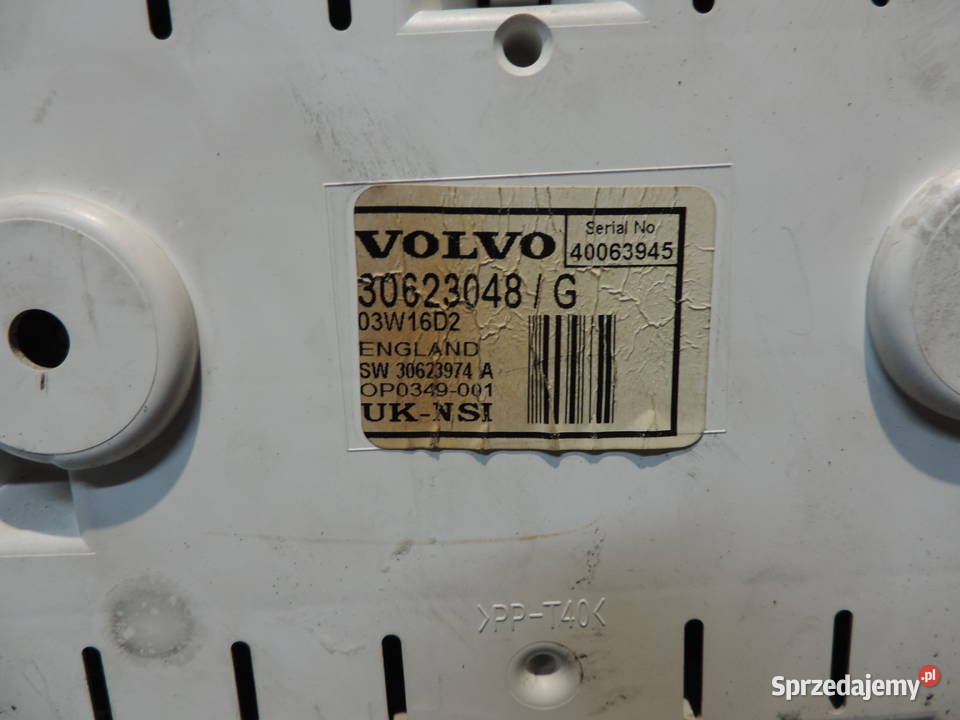 VOLVO
Serial No
40063945
30623048 / G
03W16D2
ENGLAND
SW 30623974 A
OP0349-001
UK-NSI
>PP-T40<
Sprzedajemy.pl